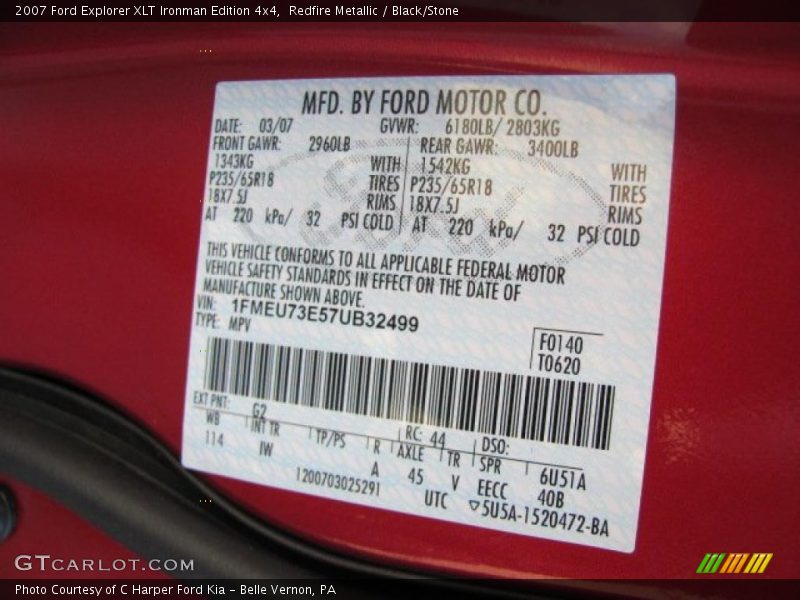 2007 Ford Explorer XLT Ironman Edition 4x4,  Redfire Metallic / Black/Stone
MFD. BY FORD MOTOR CO.
DATE: 03/07 GVWR: 6180LB/ 2803KG
FRONT GAWR: 2960LB REAR GAWR: 3400LB
1343KG WITH 1542KG WITH
P235/65R18 TIRES P235/65R18 TIRES
18X7.5J RIMS 18X7.5J RIMS
AT 220 kPa/ 32 PSI COLD AT 220 kPa/ 32 PSI COLD
THIS VEHICLE CONFORMS TO ALL APPLICABLE FEDERAL MOTOR
VEHICLE SAFETY STANDARDS IN EFFECT ON THE DATE OF
MANUFACTURE SHOWN ABOVE.
VIN: 1FMEU73E57UB32499
TYPE: MPV
F0140
T0620
EXT PNT: G2 RC: 44 DSO:
WB INT TR TP/PS R AXLE TR SPR 6U51A
114 IW A 45 V EECC 40B
1200703025291 UTC ▽5U5A-1520472-BA
GTCARLOT.COM
Photo Courtesy of C Harper Ford Kia - Belle Vernon, PA